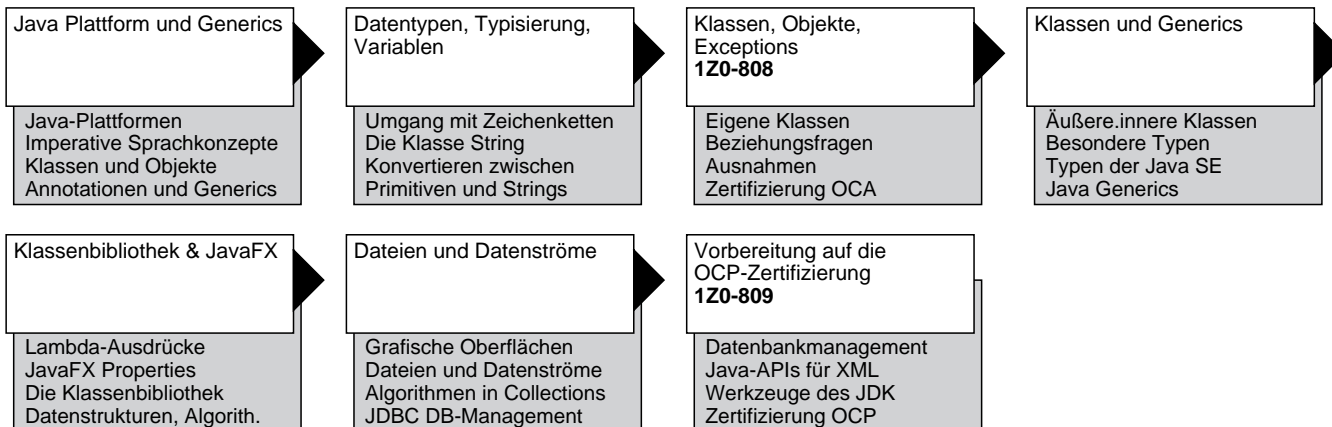 Java Plattform und Generics
Java-Plattformen
Imperative Sprachkonzepte
Klassen und Objekte
Annotationen und Generics
Datentypen, Typisierung,
Variablen
Umgang mit Zeichenketten
Die Klasse String
Konvertieren zwischen
Primitiven und Strings
Klassen, Objekte,
Exceptions
1Z0-808
Eigene Klassen
Beziehungsfragen
Ausnahmen
Zertifizierung OCA
Klassen und Generics
Äußere.innere Klassen
Besondere Typen
Typen der Java SE
Java Generics
Klassenbibliothek & JavaFX
Lambda-Ausdrücke
JavaFX Properties
Die Klassenbibliothek
Datenstrukturen, Algorith.
Dateien und Datenströme
Grafische Oberflächen
Dateien und Datenströme
Algorithmen in Collections
JDBC DB-Management
Vorbereitung auf die
OCP-Zertifizierung
1Z0-809
Datenbankmanagement
Java-APIs für XML
Werkzeuge des JDK
Zertifizierung OCP